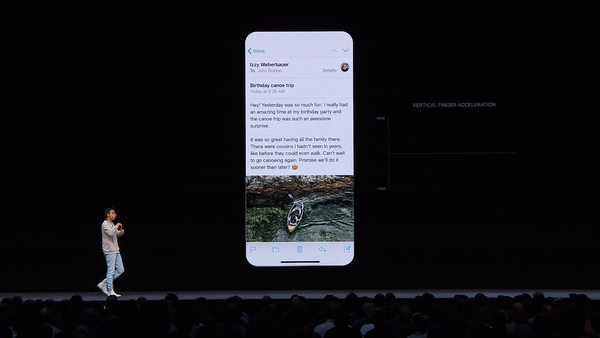 Inbox
Izzy Weberbauer
To: John Bishop
Details
Birthday canoe trip
Today at 9:35 AM
Hey! Yesterday was so much fun. I really had
an amazing time at my birthday party and
the canoe trip was such an awesome
surprise.
It was so great having all the family there.
There were cousins I hadn't seen in years,
like before they could even walk. Can't wait
to go canoeing again. Promise we'll do it
sooner than later?
VERTICAL FINGER ACCELERATION